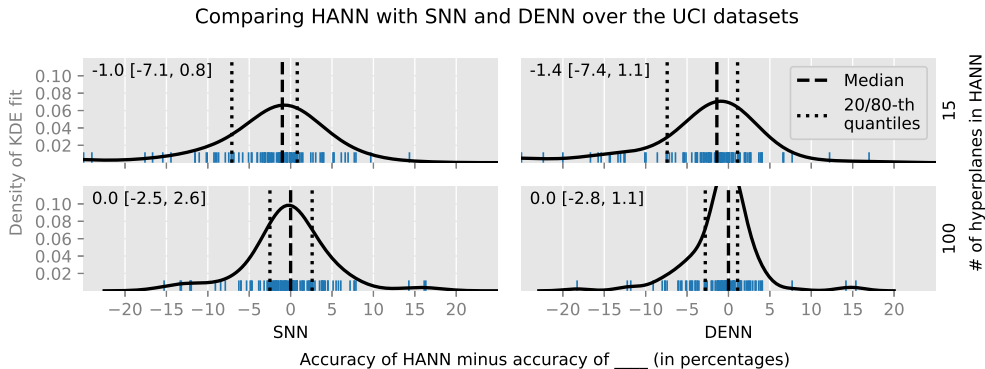 Comparing HANN with SNN and DENN over the UCI datasets
Density of KDE fit
0.10
0.08
0.06
0.04
0.02
-1.0 [-7.1, 0.8]
-1.4 [-7.4, 1.1]
Median
20/80-th
quantiles
15
0.10
0.08
0.06
0.04
0.02
0.0 [-2.5, 2.6]
0.0 [-2.8, 1.1]
100
# of hyperplanes in HANN
−20 −15 −10 −5 0 5 10 15 20
−20 −15 −10 −5 0 5 10 15 20
SNN
DENN
Accuracy of HANN minus accuracy of ____ (in percentages)